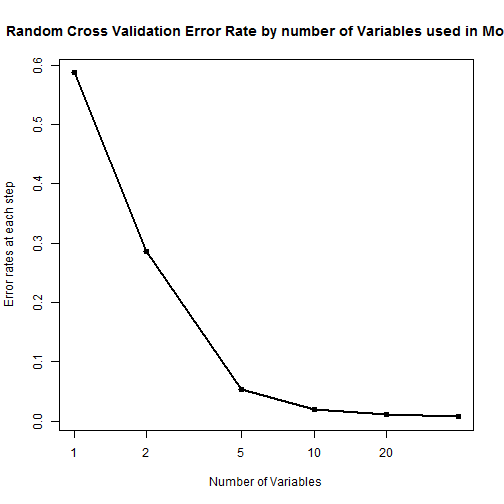 Random Cross Validation Error Rate by number of Variables used in Mo
0.6
0.5
0.4
0.3
0.2
0.1
0.0
Error rates at each step
1 2 5 10 20
Number of Variables